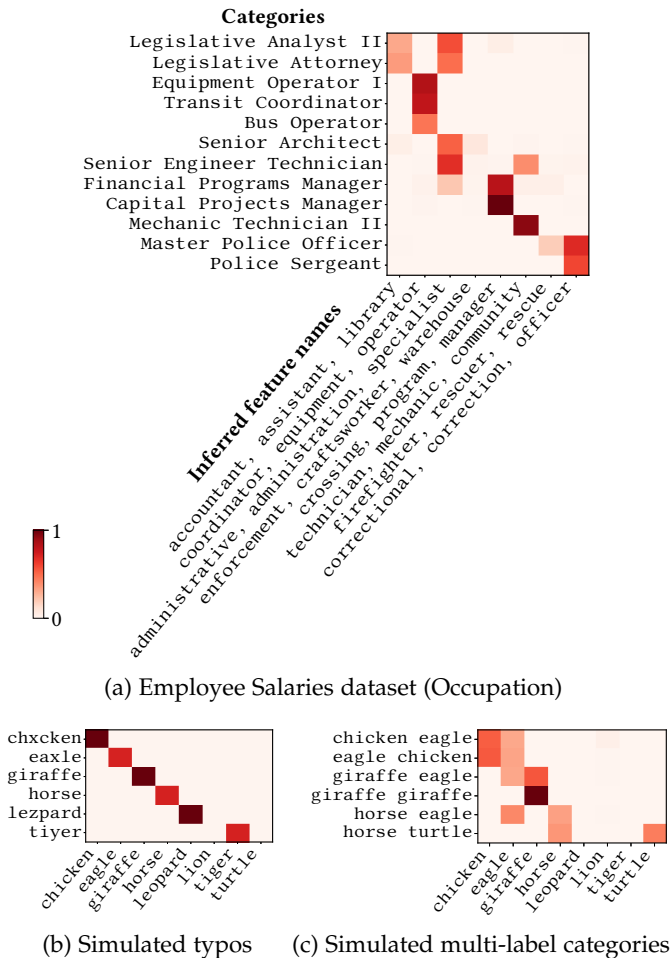 Categories
Legislative Analyst II
Legislative Attorney
Equipment Operator I
Transit Coordinator
Bus Operator
Senior Architect
Senior Engineer Technician
Financial Programs Manager
Capital Projects Manager
Mechanic Technician II
Master Police Officer
Police Sergeant
Inferred feature names
accountant, assistant, library
coordinator, equipment, operator
administrative, administration, specialist
enforcement, craftsworker, warehouse
crossing, program, manager
technician, mechanic, community
firefighter, rescuer, rescue
correctional, correction, officer
1
0
(a) Employee Salaries dataset (Occupation)
chxcken
eaxle
giraffe
horse
lezpard
tiyer
chicken
eagle
giraffe
horse
leopard
lion
tiger
turtle
(b) Simulated typos
chicken eagle
eagle chicken
giraffe eagle
giraffe giraffe
horse eagle
horse turtle
chicken
eagle
giraffe
horse
leopard
lion
tiger
turtle
(c) Simulated multi-label categories